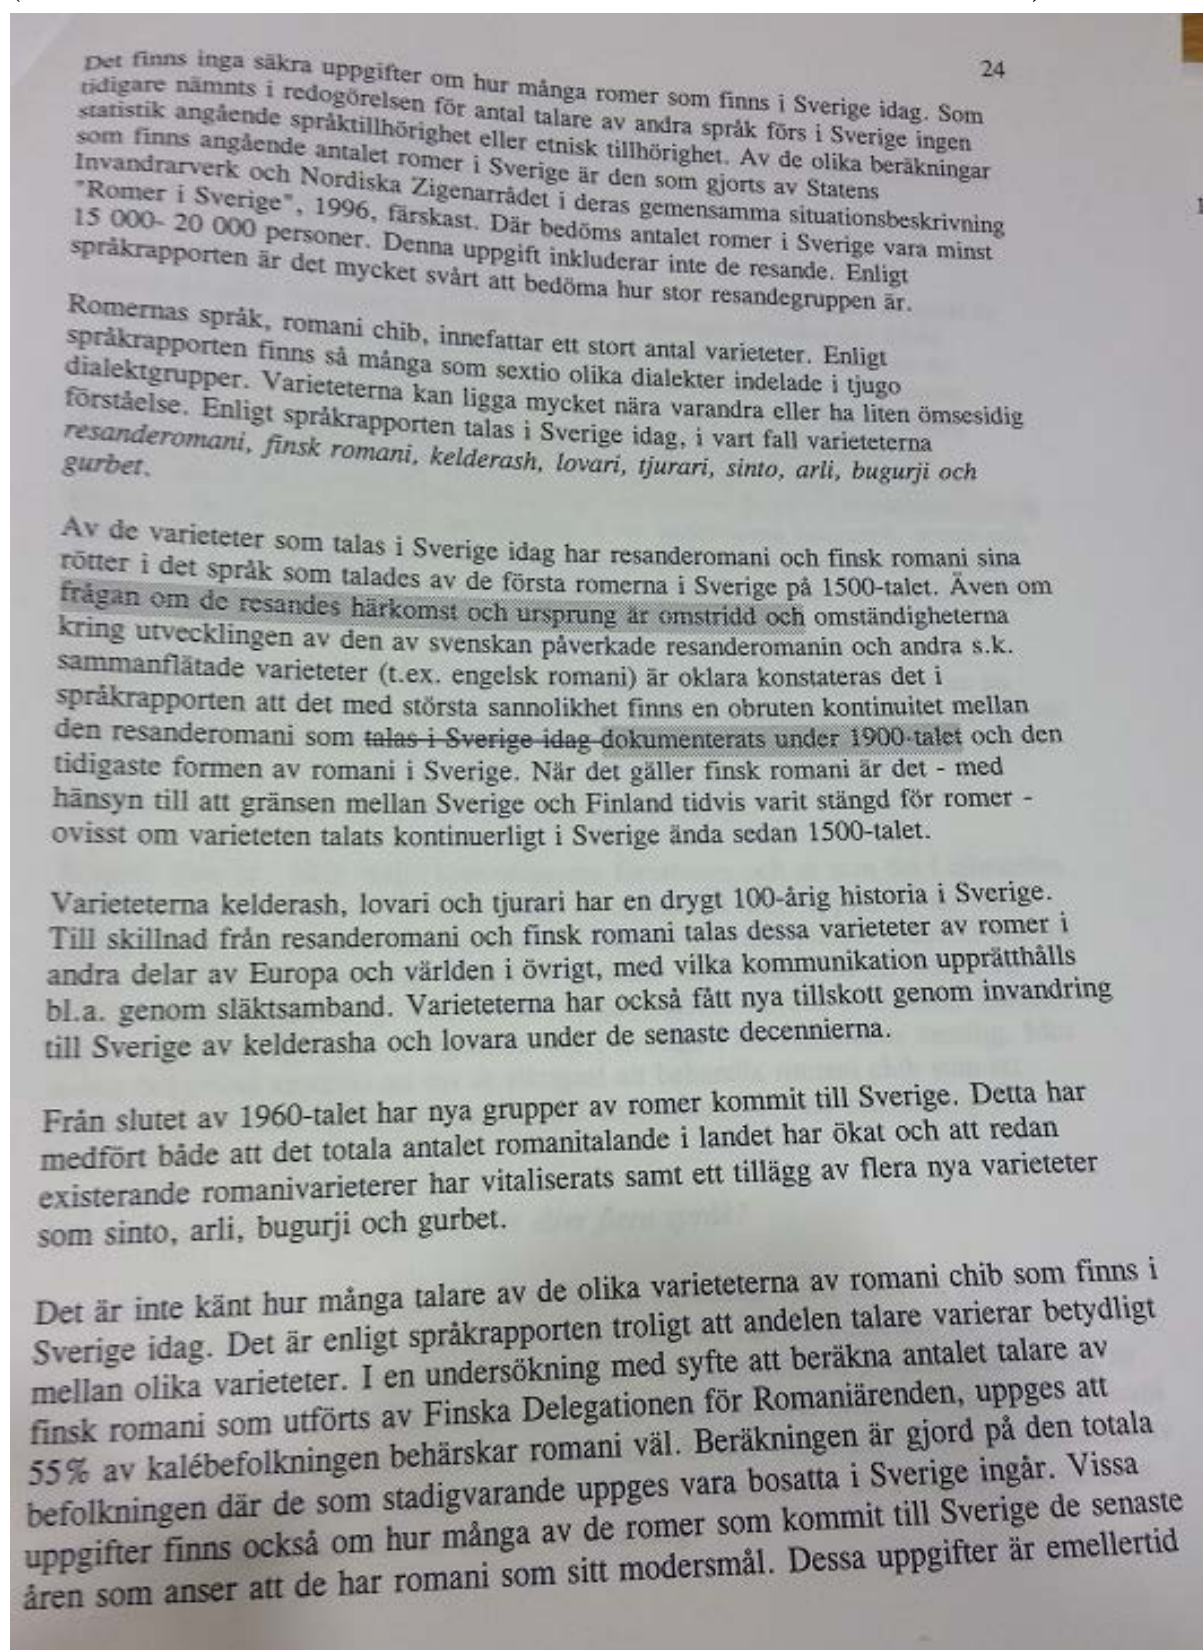 24
Det finns inga säkra uppgifter om hur många romer som finns i Sverige idag. Som
tidigare nämnts i redogörelsen för antal talare av andra språk förs i Sverige ingen
statistik angående språktillhörighet eller etnisk tillhörighet. Av de olika beräkningar
som finns angående antalet romer i Sverige är den som gjorts av Statens
Invandrarverk och Nordiska Zigenarrådet i deras gemensamma situationsbeskrivning
"Romer i Sverige", 1996, färskast. Där bedöms antalet romer i Sverige vara minst
15 000- 20 000 personer. Denna uppgift inkluderar inte de resande. Enligt
språkrapporten är det mycket svårt att bedöma hur stor resandegruppen är.
Romernas språk, romani chib, innefattar ett stort antal varieteter. Enligt
språkrapporten finns så många som sextio olika dialekter indelade i tjugo
dialektgrupper. Varieteterna kan ligga mycket nära varandra eller ha liten ömsesidig
förståelse. Enligt språkrapporten talas i Sverige idag, i vart fall varieteterna
resanderomani, finsk romani, kelderash, lovari, tjurari, sinto, arli, bugurji och
gurbet.
Av de varieteter som talas i Sverige idag har resanderomani och finsk romani sina
rötter i det språk som talades av de första romerna i Sverige på 1500-talet. Även om
frågan om de resandes härkomst och ursprung är omstridd och omständigheterna
kring utvecklingen av den av svenskan påverkade resanderomanin och andra s.k.
sammanflätade varieteter (t.ex. engelsk romani) är oklara konstateras det i
språkrapporten att det med största sannolikhet finns en obruten kontinuitet mellan
den resanderomani som talas i Sverige idag dokumenterats under 1900-talet och den
tidigaste formen av romani i Sverige. När det gäller finsk romani är det - med
hänsyn till att gränsen mellan Sverige och Finland tidvis varit stängd för romer -
ovisst om varieteten talats kontinuerligt i Sverige ända sedan 1500-talet.
Varieteterna kelderash, lovari och tjurari har en drygt 100-årig historia i Sverige.
Till skillnad från resanderomani och finsk romani talas dessa varieteter av romer i
andra delar av Europa och världen i övrigt, med vilka kommunikation upprätthålls
bl.a. genom släktsamband. Varieteterna har också fått nya tillskott genom invandring
till Sverige av kelderasha och lovara under de senaste decennierna.
Från slutet av 1960-talet har nya grupper av romer kommit till Sverige. Detta har
medfört både att det totala antalet romanitalande i landet har ökat och att redan
existerande romanivarieterer har vitaliserats samt ett tillägg av flera nya varieteter
som sinto, arli, bugurji och gurbet.
Det är inte känt hur många talare av de olika varieteterna av romani chib som finns i
Sverige idag. Det är enligt språkrapporten troligt att andelen talare varierar betydligt
mellan olika varieteter. I en undersökning med syfte att beräkna antalet talare av
finsk romani som utförts av Finska Delegationen för Romaniärenden, uppges att
55% av kalébefolkningen behärskar romani väl. Beräkningen är gjord på den totala
befolkningen där de som stadigvarande uppges vara bosatta i Sverige ingår. Vissa
uppgifter finns också om hur många av de romer som kommit till Sverige de senaste
åren som anser att de har romani som sitt modersmål. Dessa uppgifter är emellertid